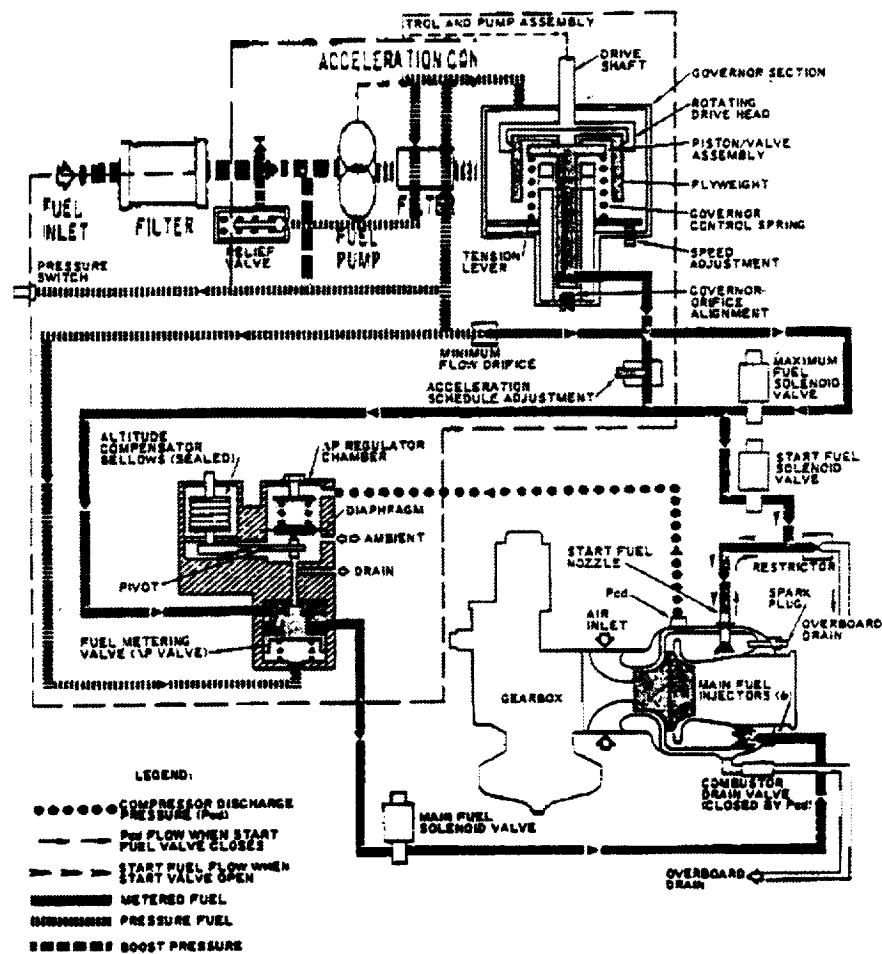 TROL AND PUMP ASSEMBLY
ACCELERATION CON
DRIVE
SHAFT
GOVERNOR SECTION
ROTATING
DRIVE HEAD
PISTON/VALVE
ASSEMBLY
FLYWEIGHT
GOVERNOR
CONTROL SPRING
SPEED
ADJUSTMENT
GOVERNOR-
ORIFICE
ALIGNMENT
TENSION
LEVER
FUEL
INLET
FILTER
RELIEF
VALVE
FUEL
PUMP
PRESSURE
SWITCH
MINIMUM
FLOW ORIFICE
ACCELERATION
SCHEDULE ADJUSTMENT
MAXIMUM
FUEL
SOLENOID
VALVE
START FUEL
SOLENOID
VALVE
ALTITUDE
COMPENSATOR
BELLOWS (SEALED)
ΔP REGULATOR
CHAMBER
DIAPHRAGM
AMBIENT
DRAIN
PIVOT
FUEL METERING
VALVE (ΔP VALVE)
START FUEL
NOZZLE
RESTRICTOR
SPARK
PLUG
OVERBOARD
DRAIN
Pcd
AIR
INLET
GEARBOX
MAIN FUEL
INJECTORS (6)
COMBUSTOR
DRAIN VALVE
(CLOSED BY Pcd)
MAIN FUEL
SOLENOID VALVE
OVERBOARD
DRAIN
LEGEND:
COMPRESSOR DISCHARGE
PRESSURE (Pcd)
Pcd FLOW WHEN START
FUEL VALVE CLOSES
START FUEL FLOW WHEN
START VALVE OPEN
METERED FUEL
PRESSURE FUEL
BOOST PRESSURE